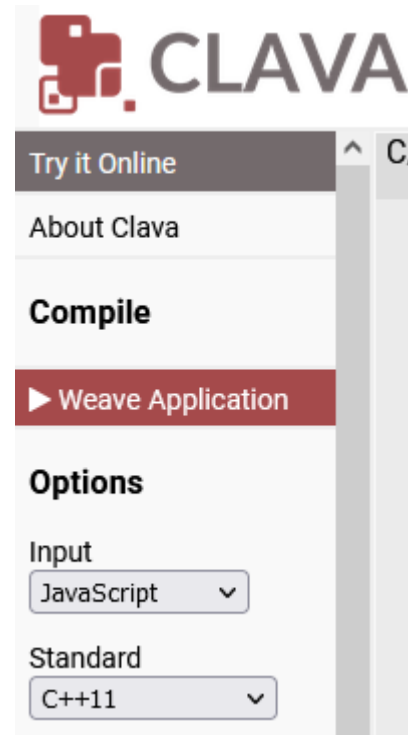 CLAVA
Try it Online
C/
About Clava
Compile
Weave Application
Options
Input
JavaScript
Standard
C++11